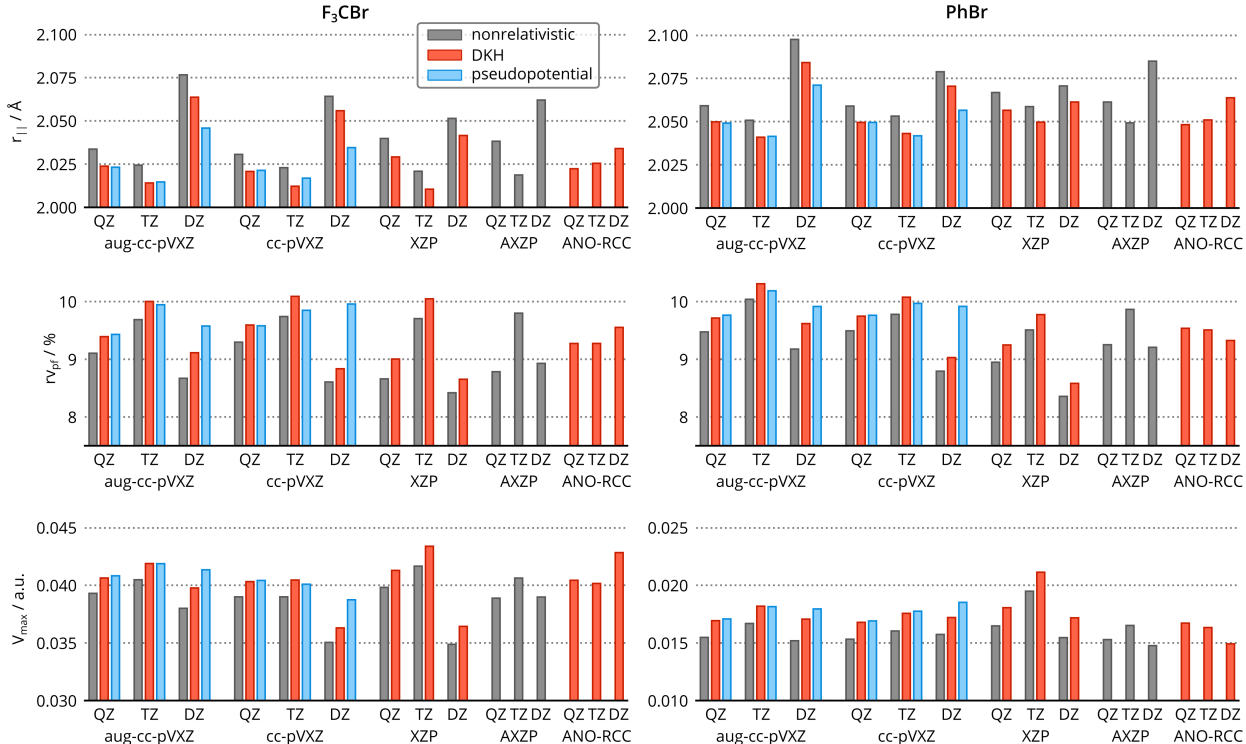 F₃CBr PhBr
nonrelativistic
DKH
pseudopotential
r|| / Å
2.100 2.100
2.075 2.075
2.050 2.050
2.025 2.025
2.000 2.000
QZ TZ DZ QZ TZ DZ QZ TZ DZ QZ TZ DZ QZ TZ DZ QZ TZ DZ QZ TZ DZ QZ TZ DZ QZ TZ DZ QZ TZ DZ
aug-cc-pVXZ cc-pVXZ XZP AXZP ANO-RCC aug-cc-pVXZ cc-pVXZ XZP AXZP ANO-RCC
rvpf / %
10 10
9 9
8 8
QZ TZ DZ QZ TZ DZ QZ TZ DZ QZ TZ DZ QZ TZ DZ QZ TZ DZ QZ TZ DZ QZ TZ DZ QZ TZ DZ QZ TZ DZ
aug-cc-pVXZ cc-pVXZ XZP AXZP ANO-RCC aug-cc-pVXZ cc-pVXZ XZP AXZP ANO-RCC
Vmax / a.u.
0.045 0.025
0.040 0.020
0.035 0.015
0.030 0.010
QZ TZ DZ QZ TZ DZ QZ TZ DZ QZ TZ DZ QZ TZ DZ QZ TZ DZ QZ TZ DZ QZ TZ DZ QZ TZ DZ QZ TZ DZ
aug-cc-pVXZ cc-pVXZ XZP AXZP ANO-RCC aug-cc-pVXZ cc-pVXZ XZP AXZP ANO-RCC